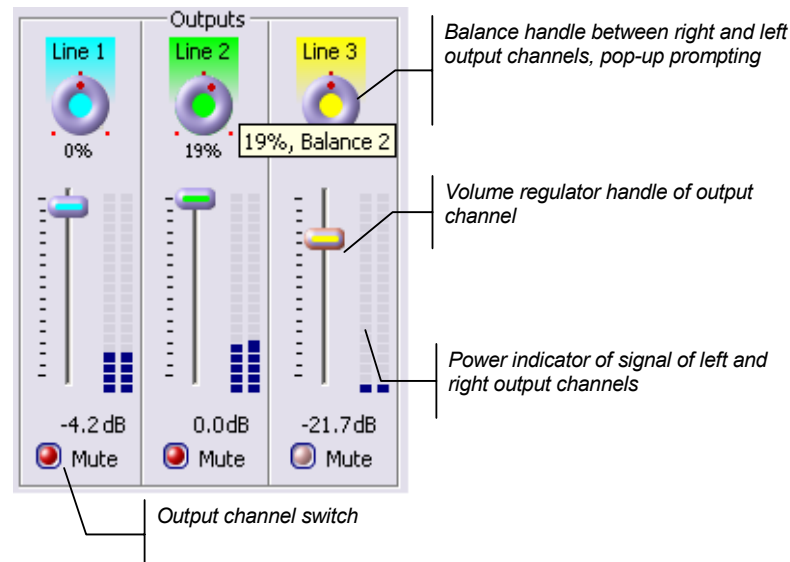 Outputs
Line 1
Line 2
Line 3
0%
19%
19%, Balance 2
-4.2 dB
0.0dB
-21.7dB
Mute
Mute
Mute
Balance handle between right and left
output channels, pop-up prompting
Volume regulator handle of output
channel
Power indicator of signal of left and
right output channels
Output channel switch